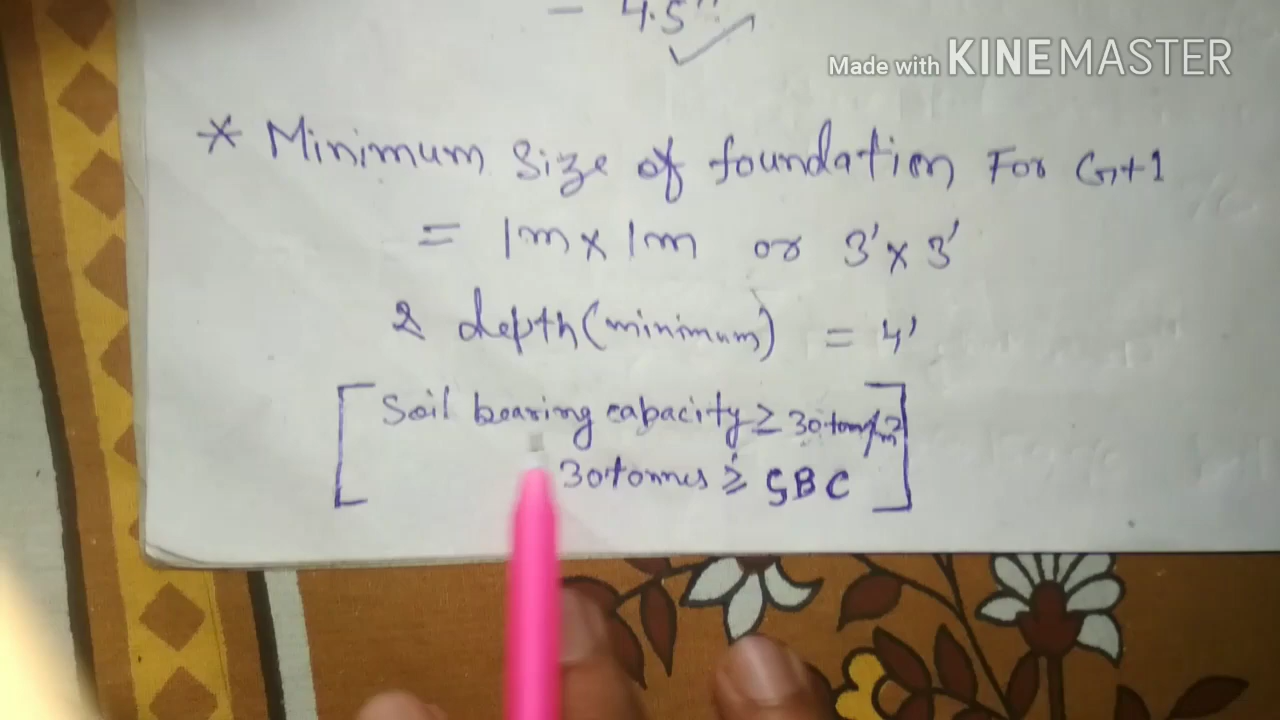 - 4.5"
Made with KINEMASTER
* Minimum Size of foundation For G+1
= 1m x 1m or 3' x 3'
& depth (minimum) = 4'
[Soil bearing capacity ≥ 30 ton/m²
30 tonnes ≥ SBC]